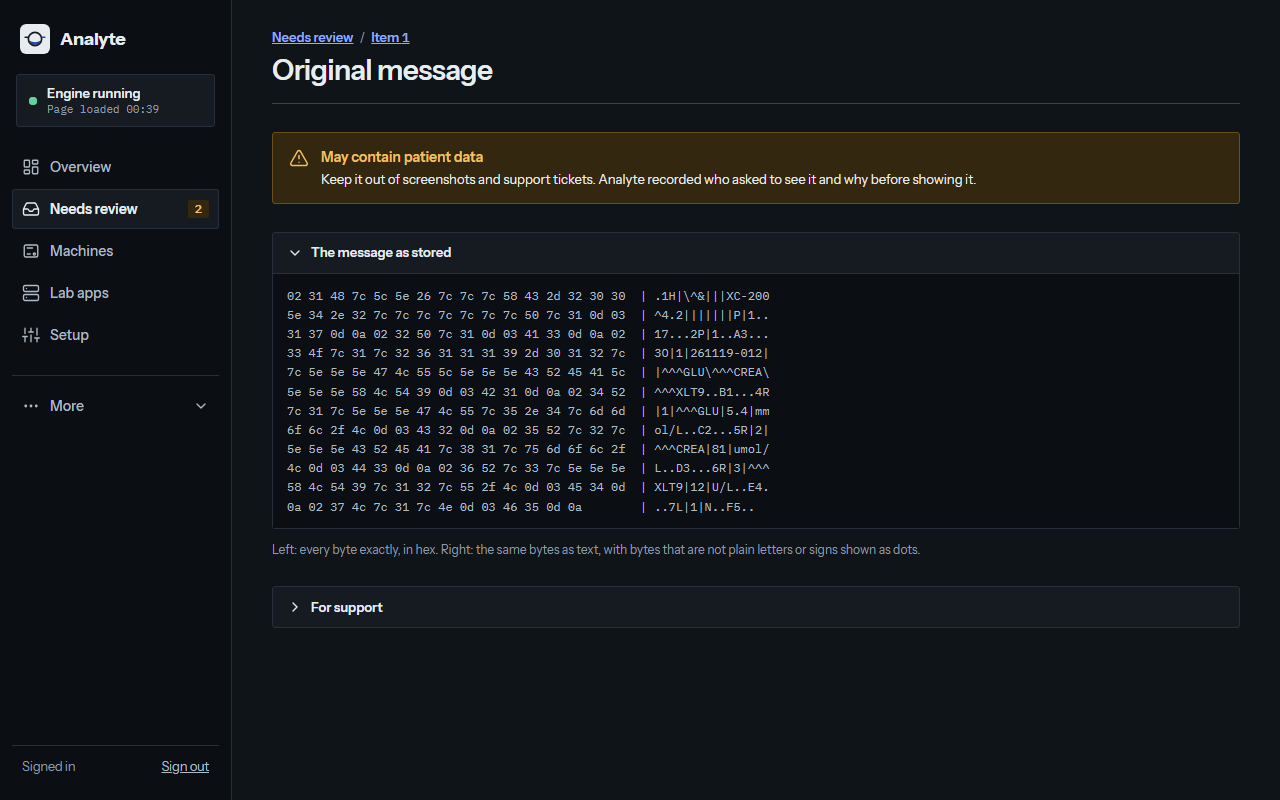 Analyte
Engine running
Page loaded 00:39
Overview
Needs review 2
Machines
Lab apps
Setup
More
Signed in Sign out
Needs review / Item 1
Original message
May contain patient data
Keep it out of screenshots and support tickets. Analyte recorded who asked to see it and why before showing it.
The message as stored
02 31 48 7c 5c 5e 26 7c 7c 7c 58 43 2d 32 30 30 | .1H|\^&|||XC-200
5e 34 2e 32 7c 7c 7c 7c 7c 7c 7c 50 7c 31 0d 03 | ^4.2|||||||P|1..
31 37 0d 0a 02 32 50 7c 31 0d 03 41 33 0d 0a 02 | 17...2P|1..A3...
33 4f 7c 31 7c 32 36 31 31 31 39 2d 30 31 32 7c | 3O|1|261119-012|
7c 5e 5e 5e 47 4c 55 5c 5e 5e 5e 43 52 45 41 5c | |^^^GLU\^^^CREA\
5e 5e 5e 58 4c 54 39 0d 03 42 31 0d 0a 02 34 52 | ^^^XLT9..B1...4R
7c 31 7c 5e 5e 5e 47 4c 55 7c 35 2e 34 7c 6d 6d | |1|^^^GLU|5.4|mm
6f 6c 2f 4c 0d 03 43 32 0d 0a 02 35 52 7c 32 7c | ol/L..C2...5R|2|
5e 5e 5e 43 52 45 41 7c 38 31 7c 75 6d 6f 6c 2f | ^^^CREA|81|umol/
4c 0d 03 44 33 0d 0a 02 36 52 7c 33 7c 5e 5e 5e | L..D3...6R|3|^^^
58 4c 54 39 7c 31 32 7c 55 2f 4c 0d 03 45 34 0d | XLT9|12|U/L..E4.
0a 02 37 4c 7c 31 7c 4e 0d 03 46 35 0d 0a | ..7L|1|N..F5..
Left: every byte exactly, in hex. Right: the same bytes as text, with bytes that are not plain letters or signs shown as dots.
For support